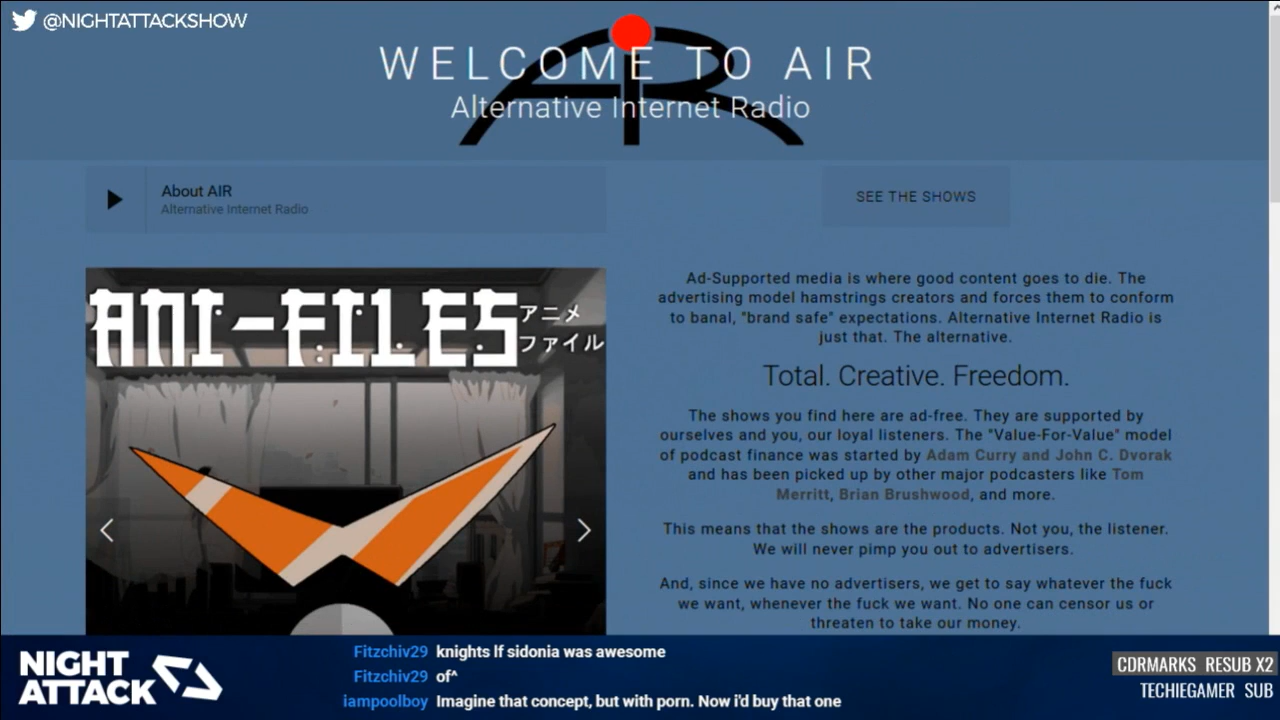 @NIGHTATTACKSHOW
WELCOME TO AIR
AIR
Alternative Internet Radio
About AIR
Alternative Internet Radio
SEE THE SHOWS
ANI-FILES
アニメ
ファイル
Ad-Supported media is where good content goes to die. The
advertising model hamstrings creators and forces them to conform
to banal, "brand safe" expectations. Alternative Internet Radio is
just that. The alternative.
Total. Creative. Freedom.
The shows you find here are ad-free. They are supported by
ourselves and you, our loyal listeners. The "Value-For-Value" model
of podcast finance was started by Adam Curry and John C. Dvorak
and has been picked up by other major podcasters like Tom
Merritt, Brian Brushwood, and more.
This means that the shows are the products. Not you, the listener.
We will never pimp you out to advertisers.
And, since we have no advertisers, we get to say whatever the fuck
we want, whenever the fuck we want. No one can censor us or
threaten to take our money.
NIGHT
ATTACK
Fitzchiv29 knights lf sidonia was awesome
Fitzchiv29 of^
iampoolboy Imagine that concept, but with porn. Now i'd buy that one
CDRMARKS RESUB X2
TECHIEGAMER SUB